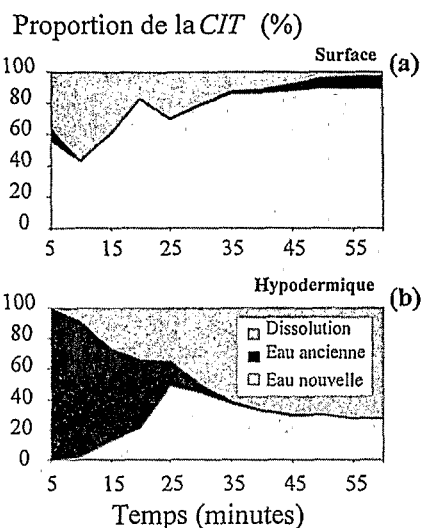 Proportion de la CIT (%)
Surface (a)
100
80
60
40
20
0
5 15 25 35 45 55
Hypodermique (b)
100
80
60
40
20
0
Dissolution
Eau ancienne
Eau nouvelle
5 15 25 35 45 55
Temps (minutes)